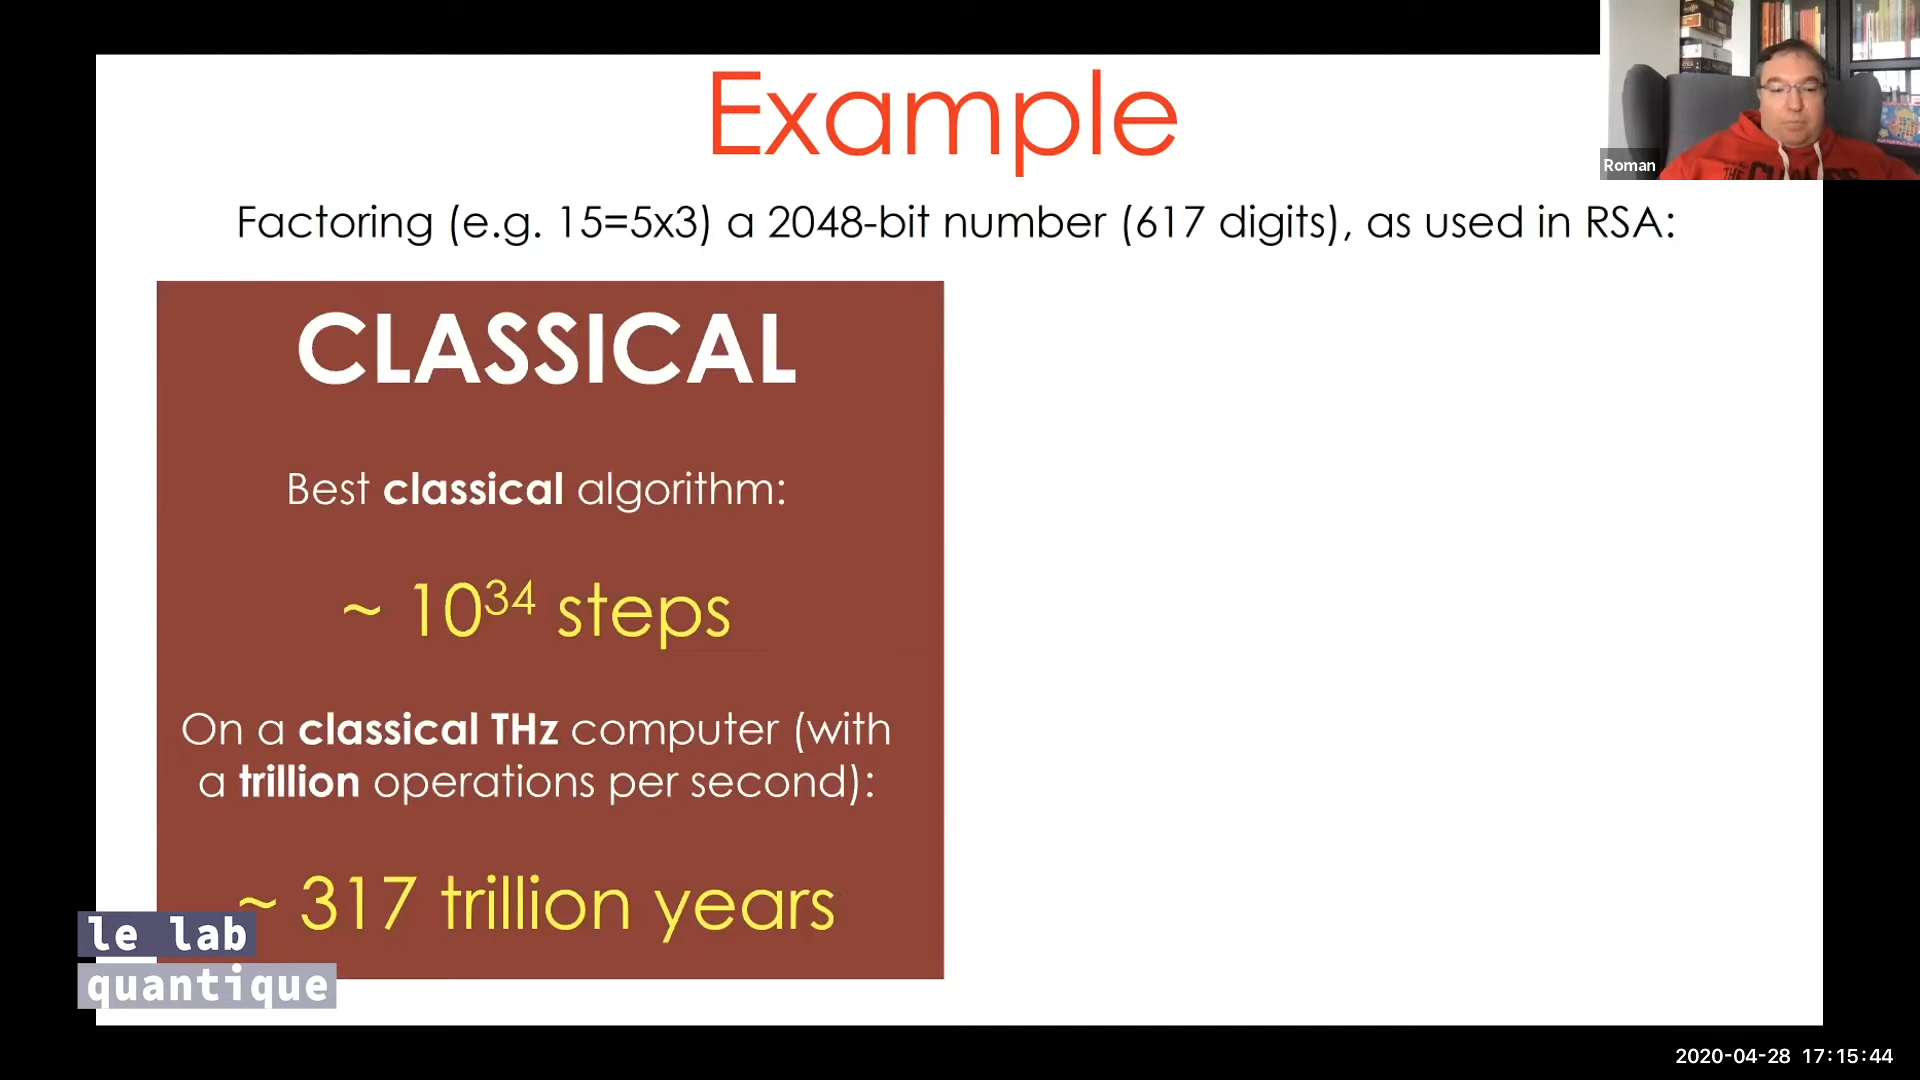 Example
Roman
Factoring (e.g. 15=5x3) a 2048-bit number (617 digits), as used in RSA:
CLASSICAL
Best classical algorithm:
~ 10³⁴ steps
On a classical THz computer (with
a trillion operations per second):
~ 317 trillion years
le lab
quantique
2020-04-28 17:15:44